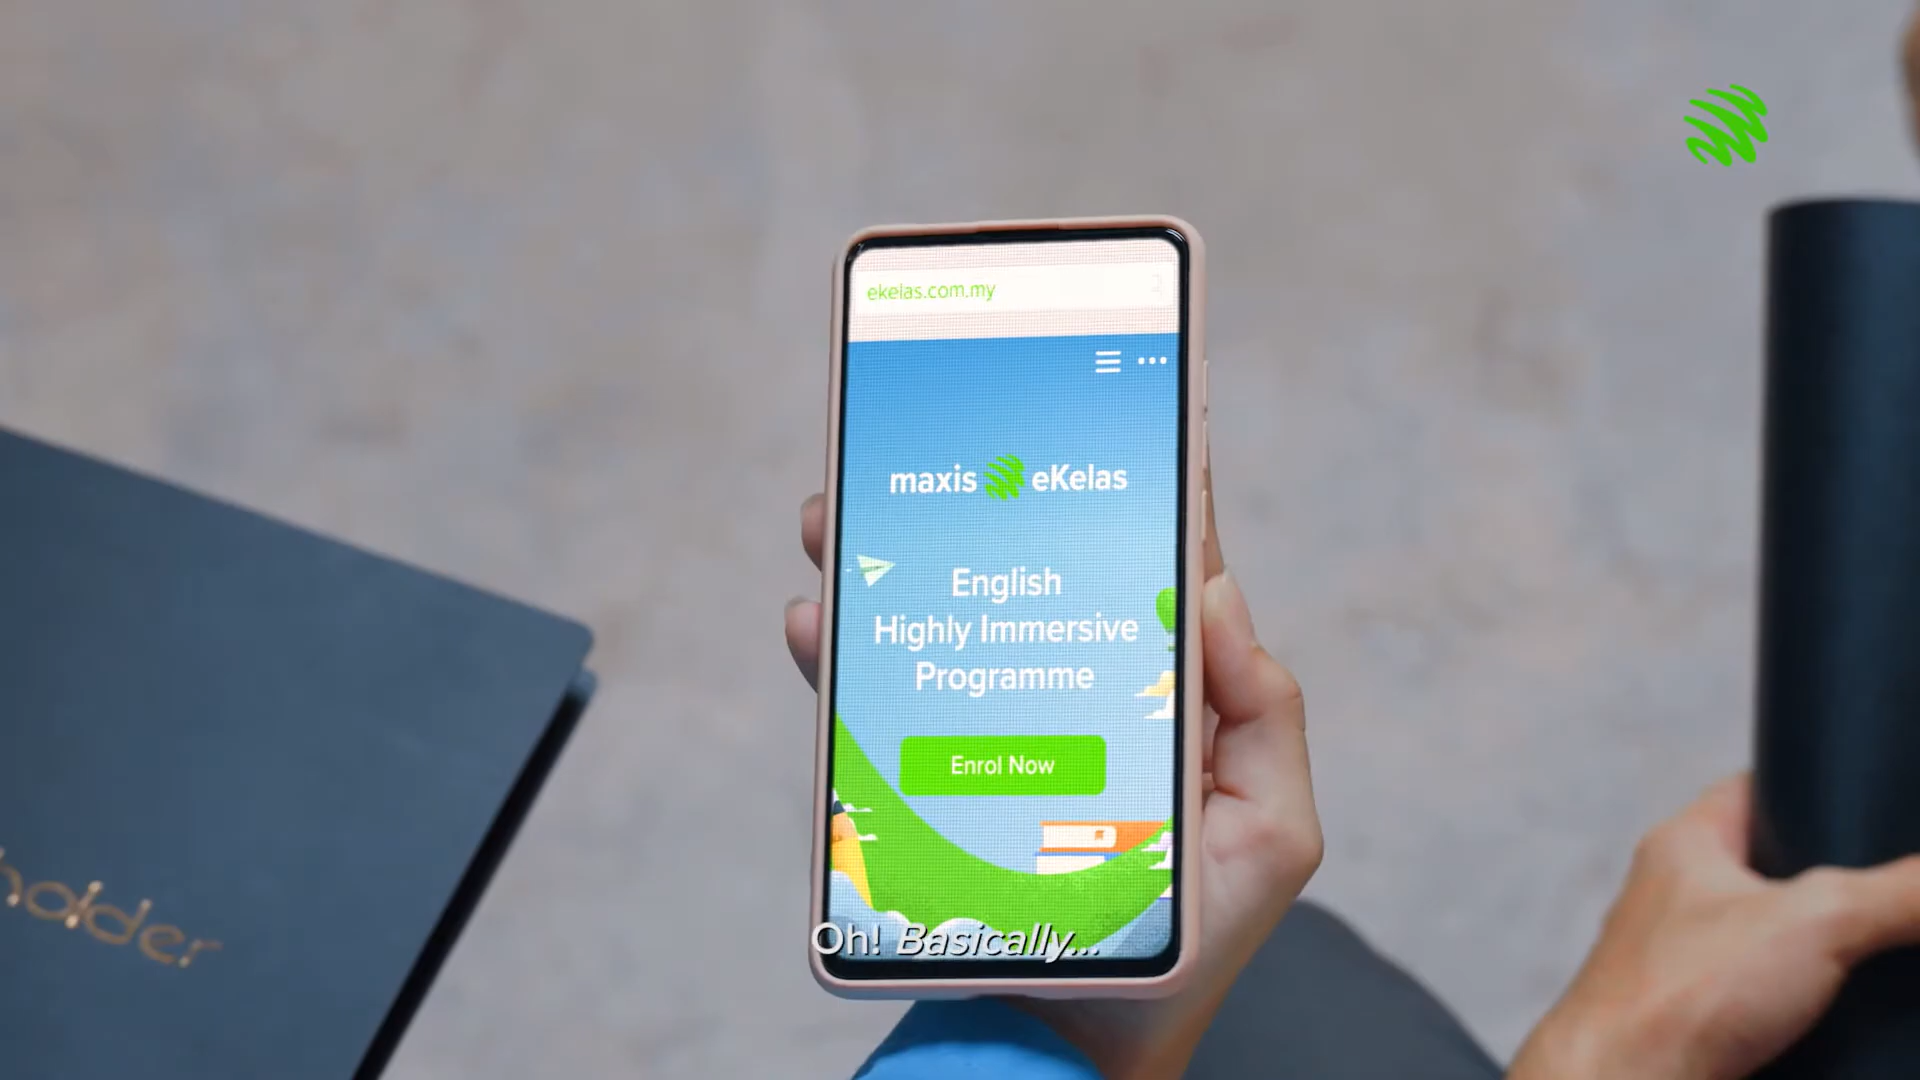 ekelas.com.my
maxis eKelas
English
Highly Immersive
Programme
Enrol Now
holder
Oh! Basically...